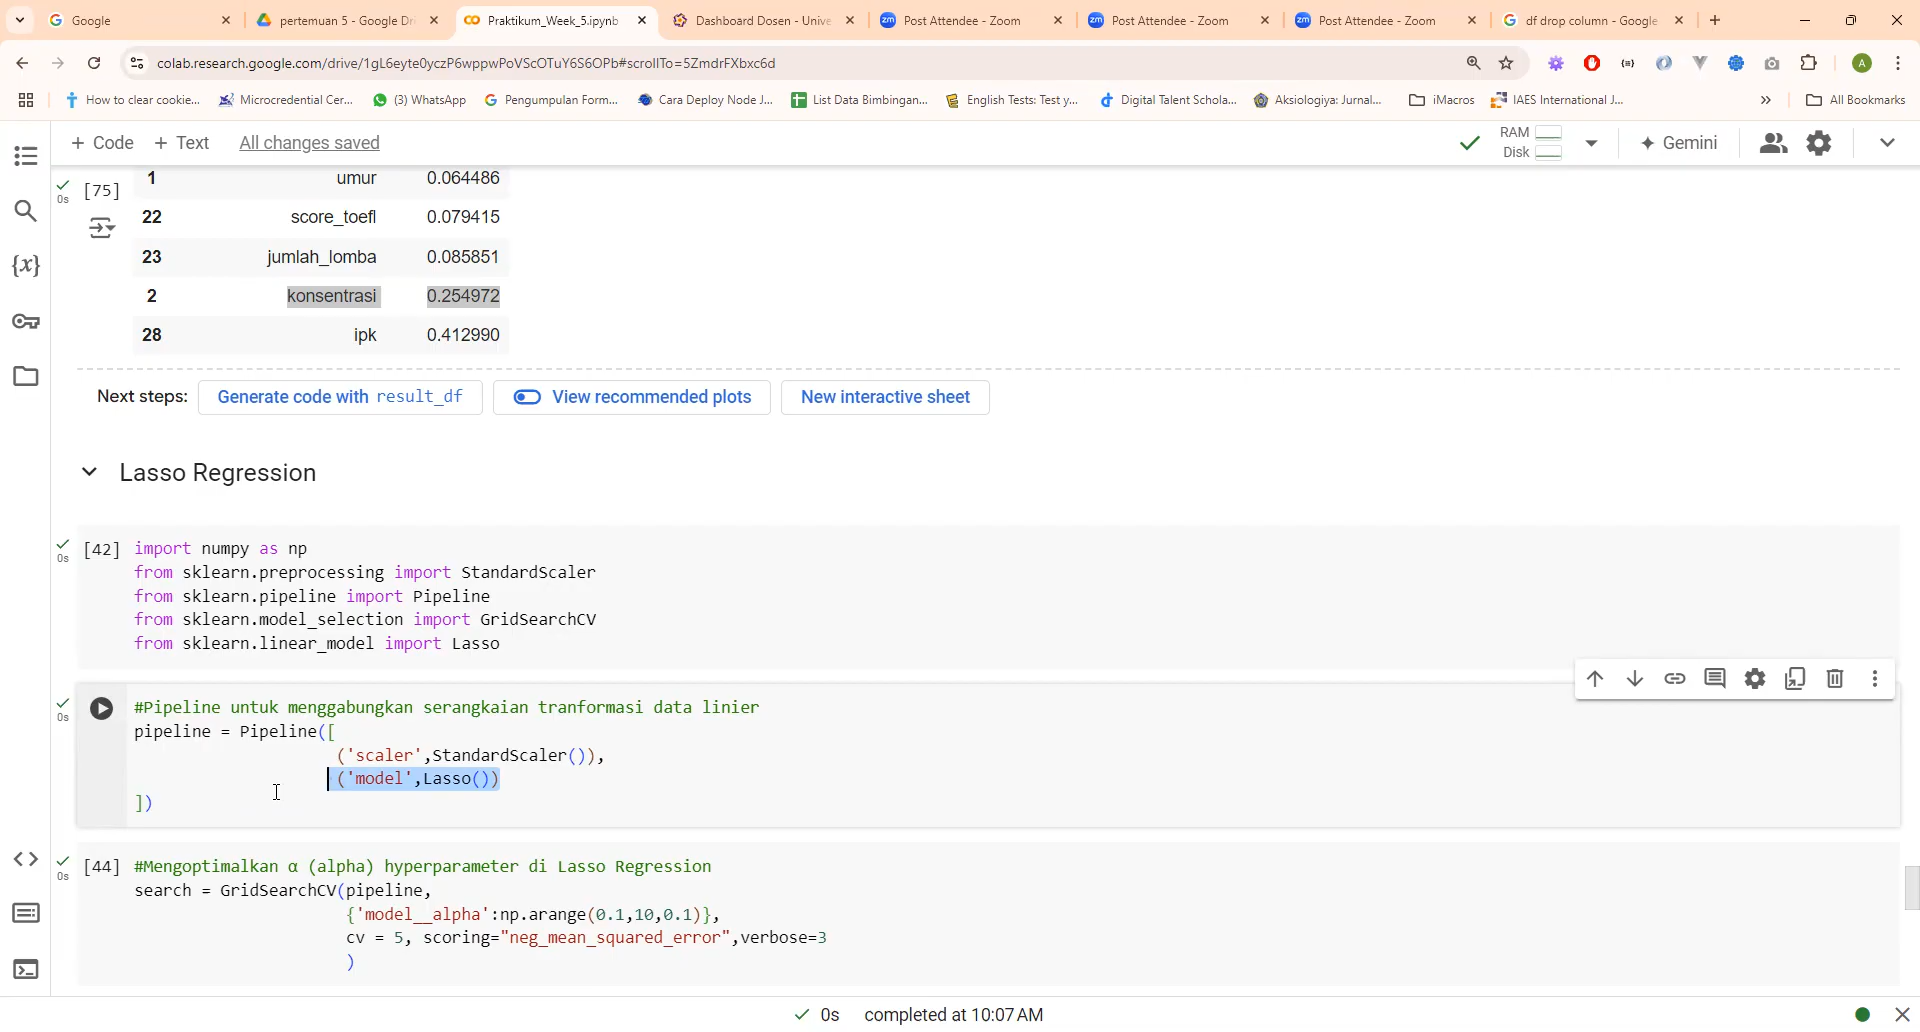 Google
pertemuan 5 - Google Dri
Praktikum_Week_5.ipynb
Dashboard Dosen - Unive
Post Attendee - Zoom
Post Attendee - Zoom
Post Attendee - Zoom
df drop column - Google
colab.research.google.com/drive/1gL6eyte0yczP6wppwPoVScOTuY6S6OPb#scrollTo=5ZmdrFXbxc6d
A
How to clear cookie...
Microcredential Cer...
(3) WhatsApp
Pengumpulan Form...
Cara Deploy Node J...
List Data Bimbingan...
English Tests: Test y...
Digital Talent Schola...
Aksiologiya: Jurnal...
iMacros
IAES International J...
All Bookmarks
+ Code
+ Text
All changes saved
RAM
Disk
Gemini
0s
[75]
1 umur 0.064486
22 score_toefl 0.079415
23 jumlah_lomba 0.085851
2 konsentrasi 0.254972
28 ipk 0.412990
Next steps:
Generate code with result_df
View recommended plots
New interactive sheet
Lasso Regression
0s
[42]
import numpy as np
from sklearn.preprocessing import StandardScaler
from sklearn.pipeline import Pipeline
from sklearn.model_selection import GridSearchCV
from sklearn.linear_model import Lasso
0s
#Pipeline untuk menggabungkan serangkaian tranformasi data linier
pipeline = Pipeline([
('scaler',StandardScaler()),
('model',Lasso())
])
0s
[44]
#Mengoptimalkan α (alpha) hyperparameter di Lasso Regression
search = GridSearchCV(pipeline,
{'model__alpha':np.arange(0.1,10,0.1)},
cv = 5, scoring="neg_mean_squared_error",verbose=3
)
0s completed at 10:07 AM